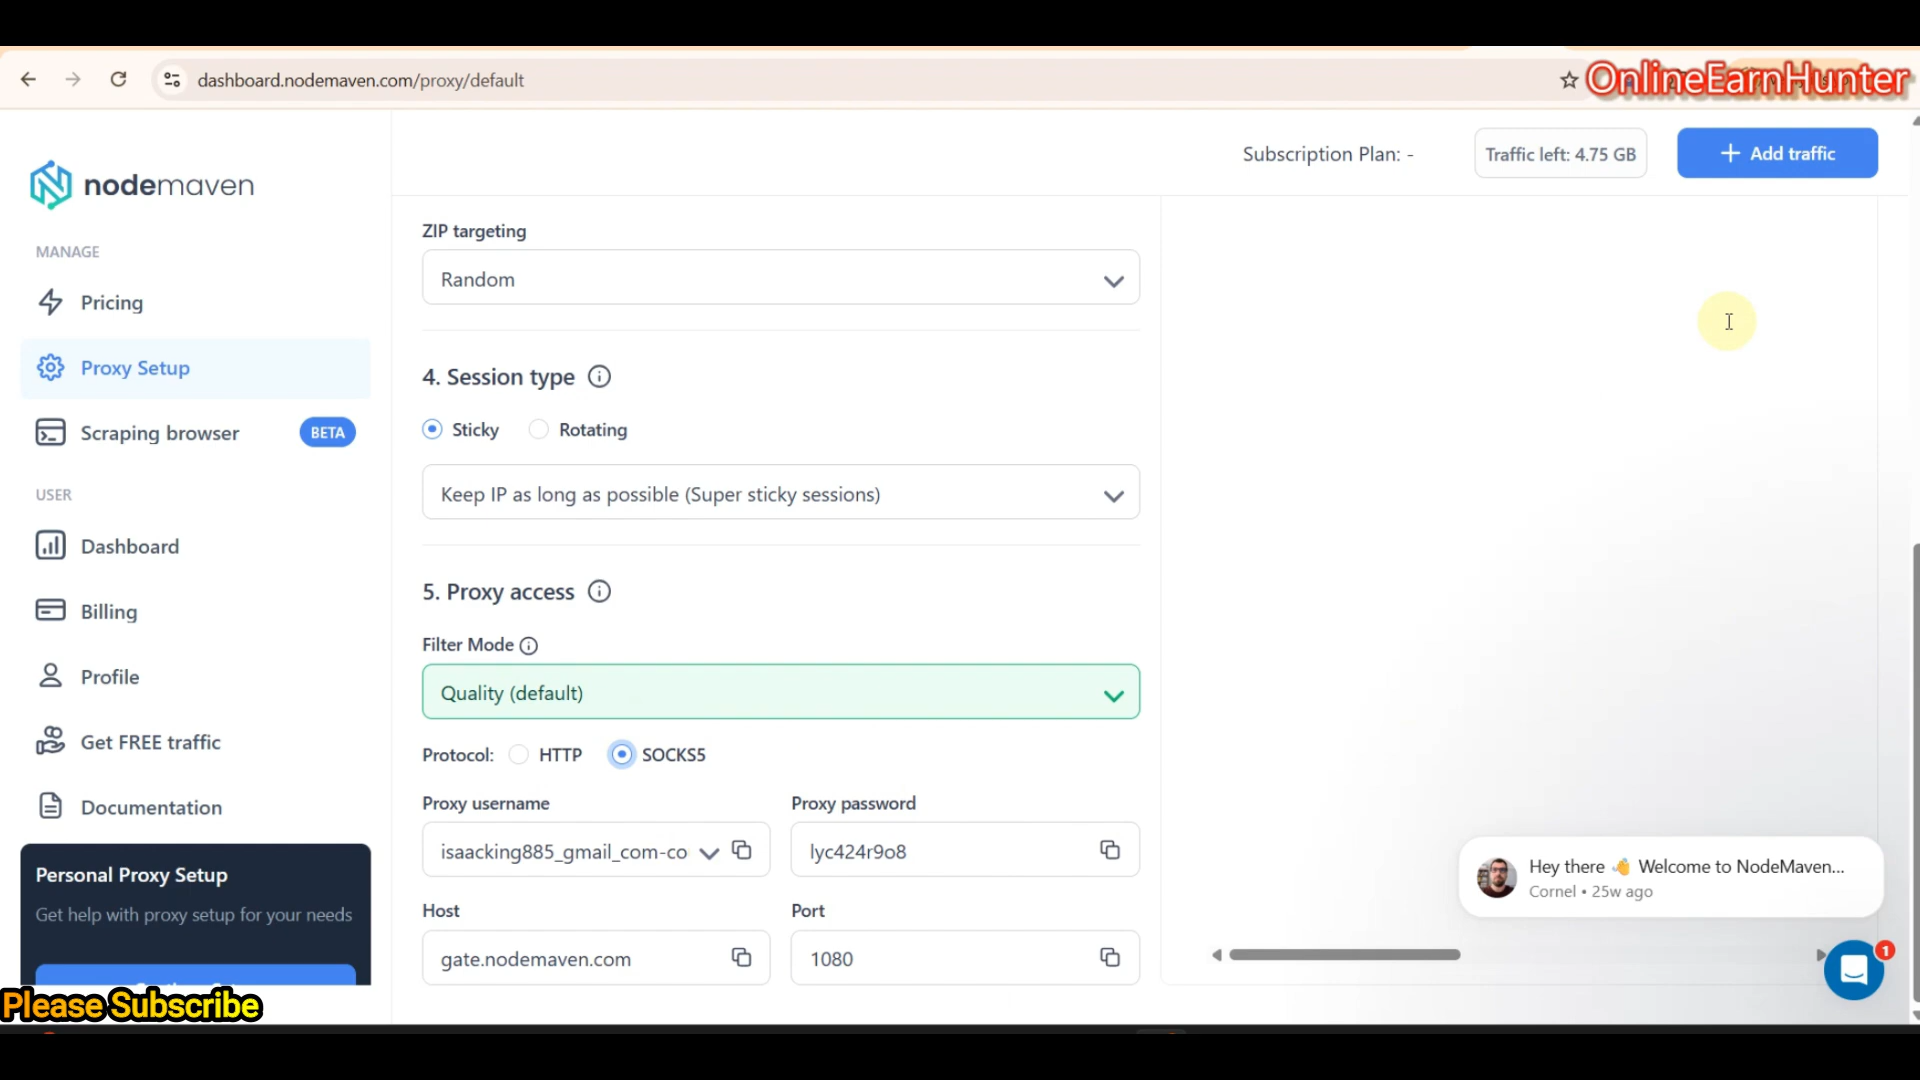 dashboard.nodemaven.com/proxy/default
OnlineEarnHunter
Subscription Plan: -
Traffic left: 4.75 GB
+ Add traffic
nodemaven
MANAGE
Pricing
Proxy Setup
Scraping browser
BETA
USER
Dashboard
Billing
Profile
Get FREE traffic
Documentation
Personal Proxy Setup
Get help with proxy setup for your needs
Please Subscribe
ZIP targeting
Random
4. Session type
Sticky
Rotating
Keep IP as long as possible (Super sticky sessions)
5. Proxy access
Filter Mode
Quality (default)
Protocol:
HTTP
SOCKS5
Proxy username
Proxy password
isaacking885_gmail_com-co
lyc424r9o8
Host
Port
gate.nodemaven.com
1080
Hey there 👋 Welcome to NodeMaven...
Cornel • 25w ago
1